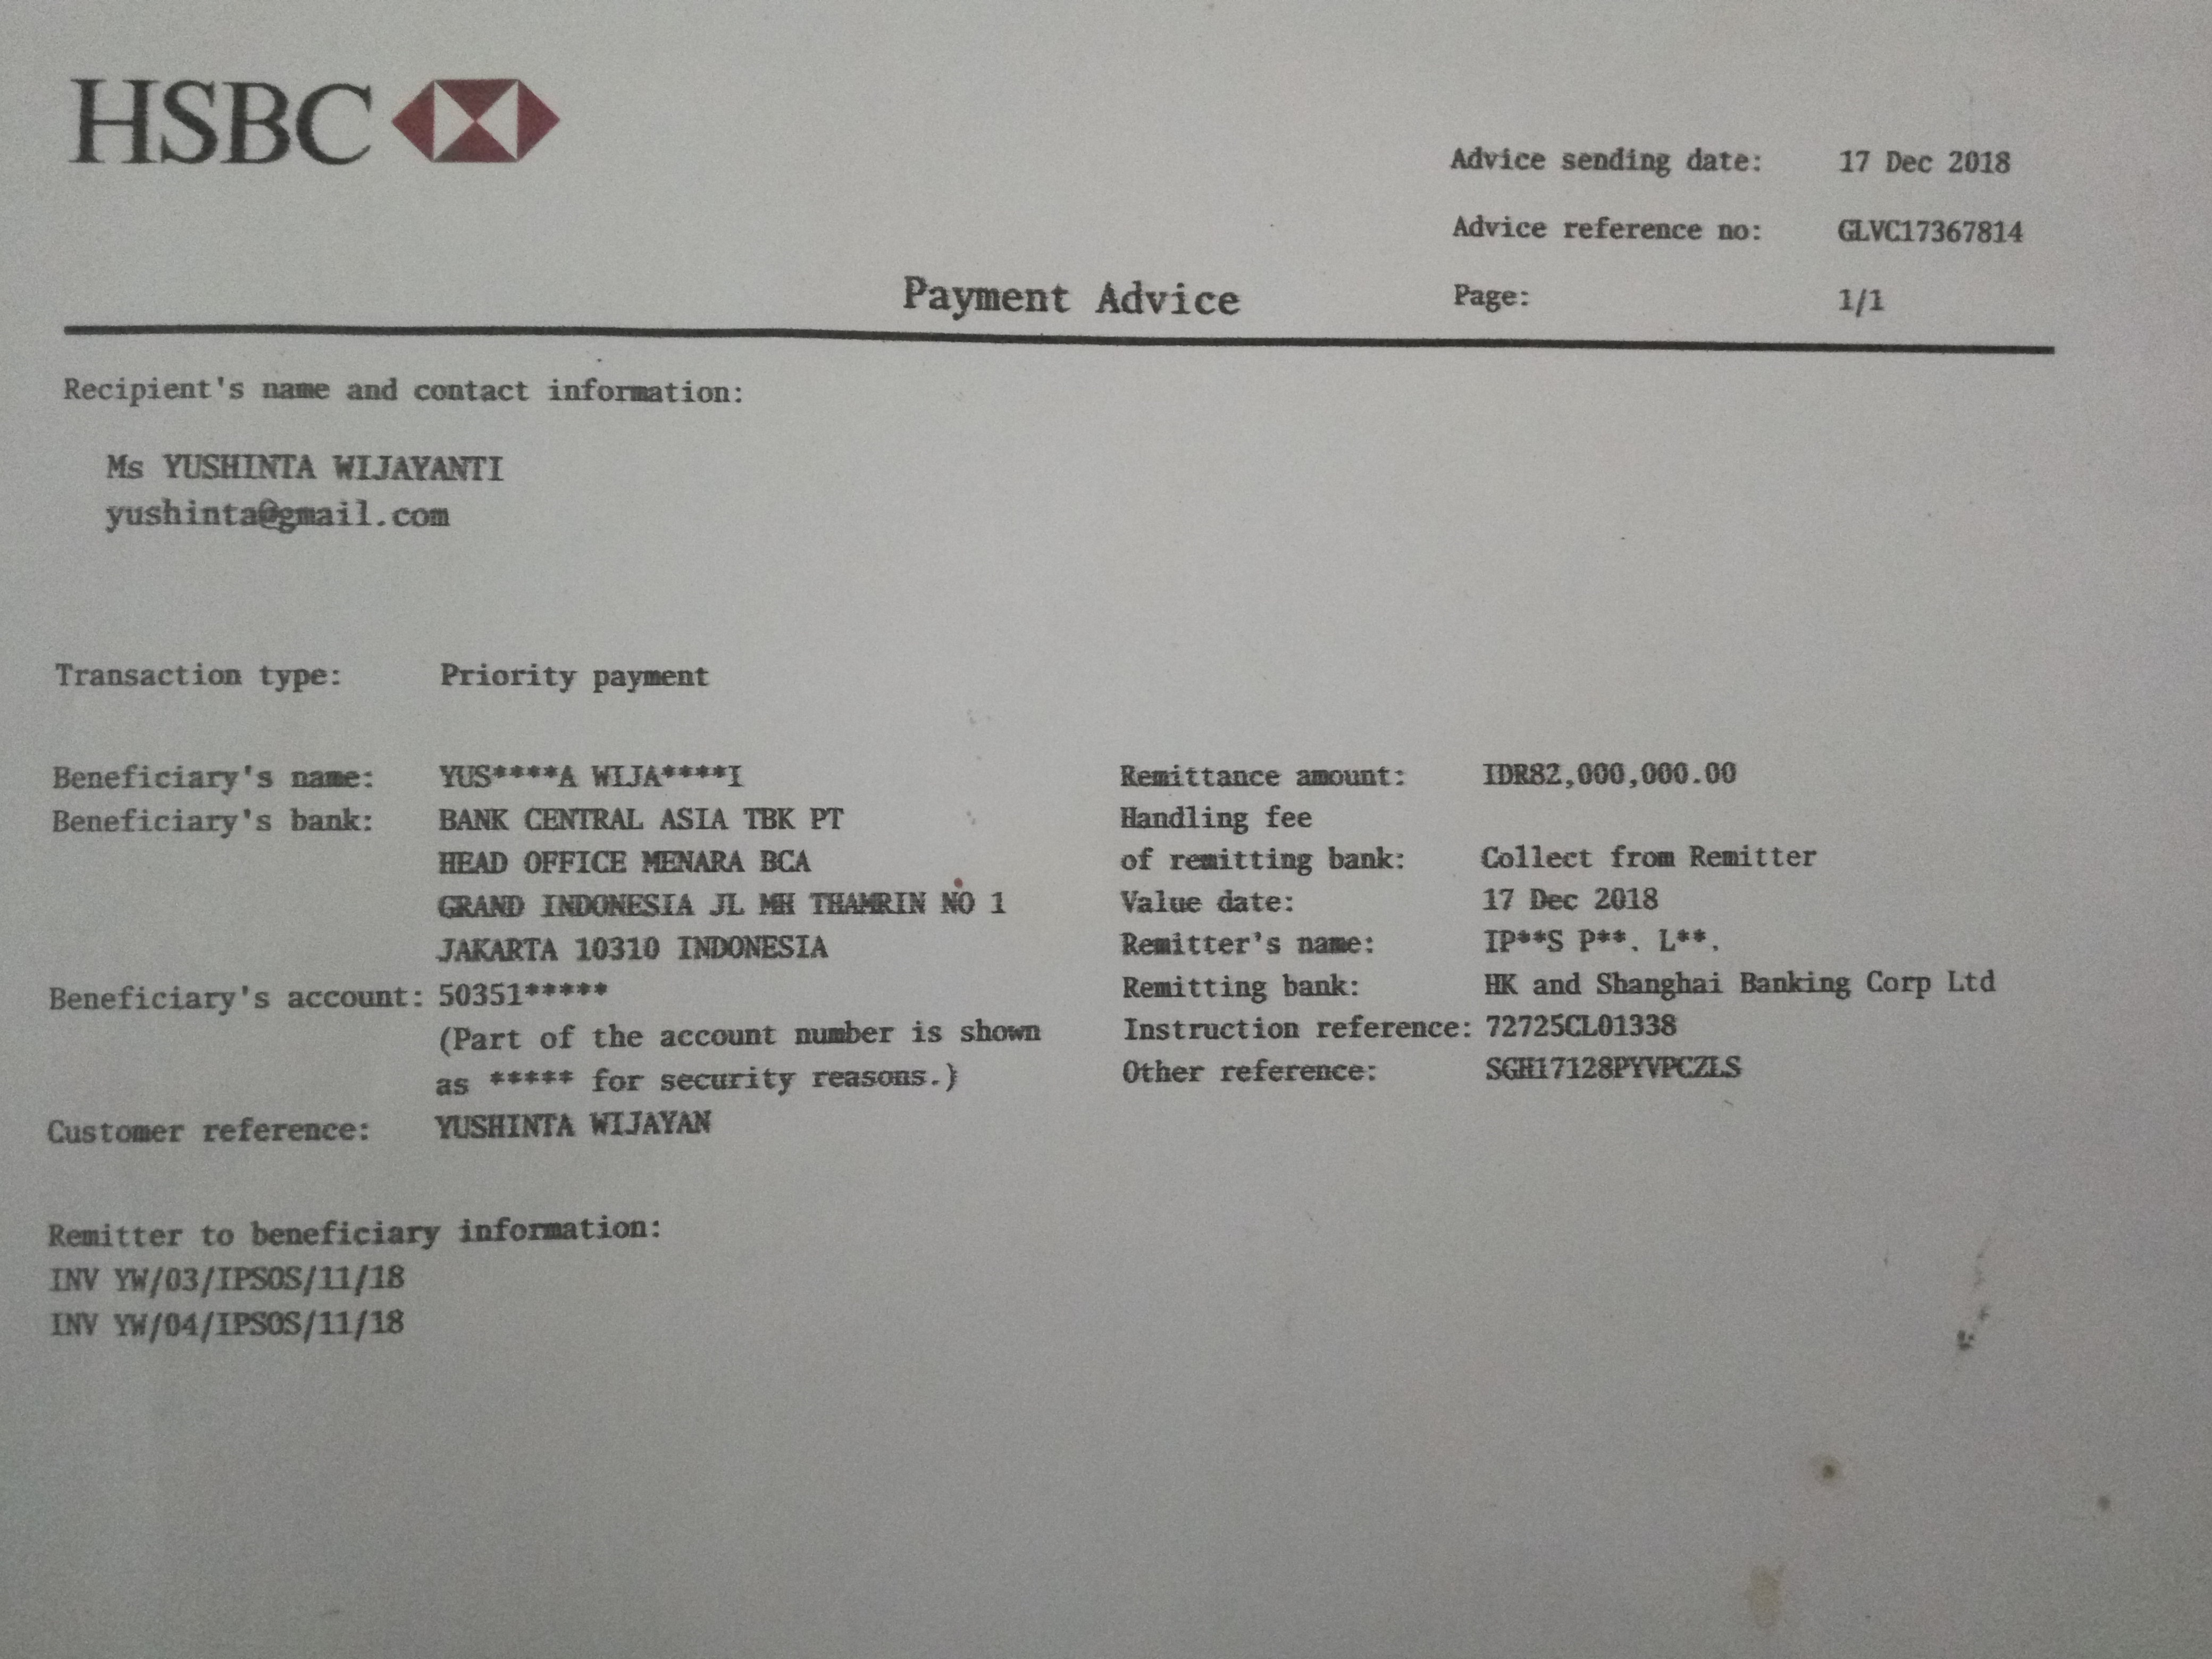 HSBC
Advice sending date: 17 Dec 2018
Advice reference no: GLVC17367814
Payment Advice
Page: 1/1
Recipient's name and contact information:
Ms YUSHINTA WIJAYANTI
yushinta@gmail.com
Transaction type: Priority payment
Beneficiary's name: YUS****A WIJA****I
Beneficiary's bank: BANK CENTRAL ASIA TBK PT
HEAD OFFICE MENARA BCA
GRAND INDONESIA JL MH THAMRIN NO 1
JAKARTA 10310 INDONESIA
Beneficiary's account: 50351*****
(Part of the account number is shown
as ***** for security reasons.)
Customer reference: YUSHINTA WIJAYAN
Remittance amount: IDR82,000,000.00
Handling fee
of remitting bank: Collect from Remitter
Value date: 17 Dec 2018
Remitter's name: IP**S P**. L**.
Remitting bank: HK and Shanghai Banking Corp Ltd
Instruction reference: 72725CL01338
Other reference: SGH17128PYVPCZLS
Remitter to beneficiary information:
INV YW/03/IPSOS/11/18
INV YW/04/IPSOS/11/18